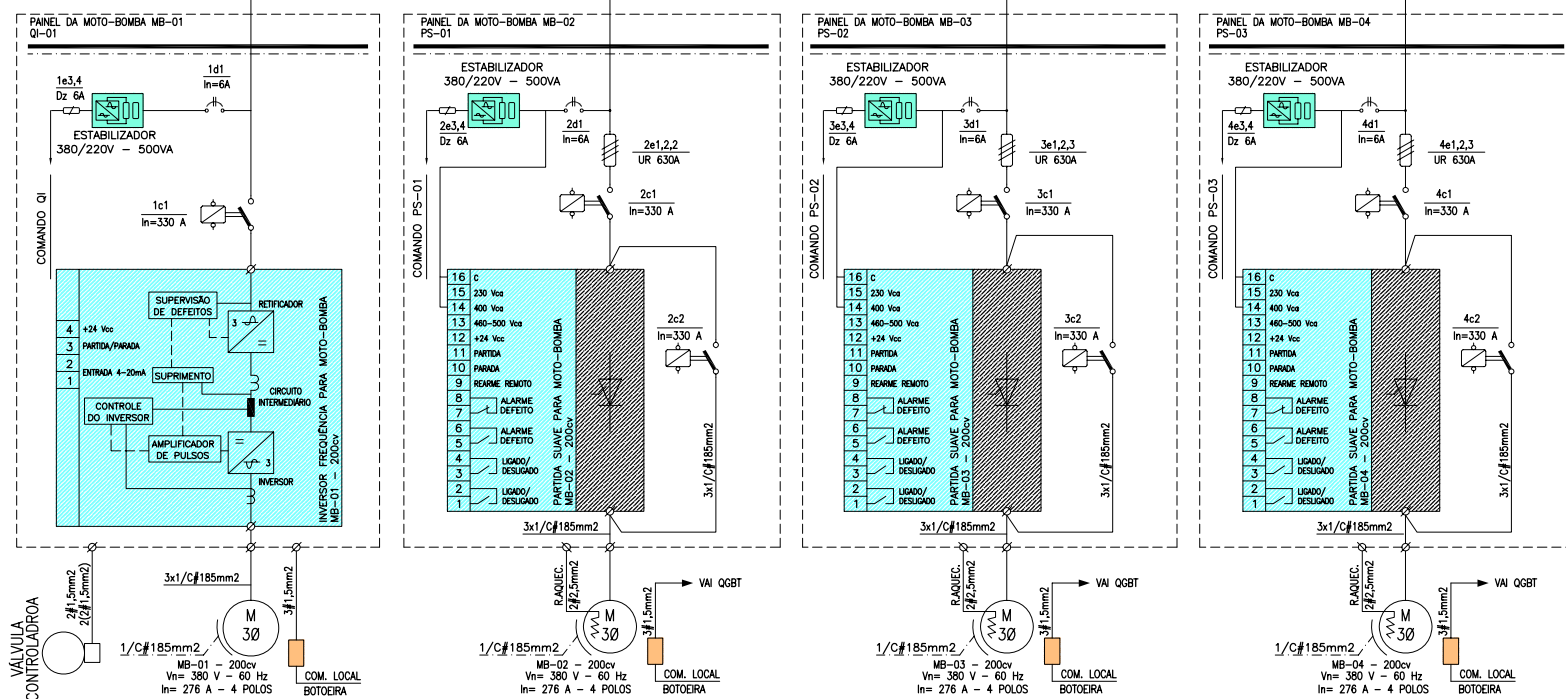 PAINEL DA MOTO-BOMBA MB-01
QI-01
1e3,4
Dz 6A
1d1
In=6A
ESTABILIZADOR
380/220V - 500VA
COMANDO QI
1c1
In=330 A
SUPERVISÃO
DE DEFEITOS
RETIFICADOR
3
4
+24 Vcc
3
PARTIDA/PARADA
2
ENTRADA 4-20mA
1
SUPRIMENTO
CIRCUITO
INTERMEDIÁRIO
CONTROLE
DO INVERSOR
AMPLIFICADOR
DE PULSOS
3
INVERSOR
INVERSOR FREQUÊNCIA PARA MOTO-BOMBA
MB-01 - 200cv
VÁLVULA
CONTROLADROA
2#1,5mm2
2(2#1,5mm2)
3x1/C#185mm2
3#1,5mm2
M
3Ø
1/C#185mm2
MB-01 - 200cv
Vn= 380 V - 60 Hz
In= 276 A - 4 POLOS
COM. LOCAL
BOTOEIRA
PAINEL DA MOTO-BOMBA MB-02
PS-01
ESTABILIZADOR
380/220V - 500VA
2e3,4
Dz 6A
2d1
In=6A
2e1,2,2
UR 630A
COMANDO PS-01
2c1
In=330 A
16 C
15 230 Vca
14 400 Vca
13 460-500 Vca
12 +24 Vcc
11 PARTIDA
10 PARADA
9 REARME REMOTO
8 ALARME
7 DEFEITO
6 ALARME
5 DEFEITO
4 LIGADO/
3 DESLIGADO
2 LIGADO/
1 DESLIGADO
PARTIDA SUAVE PARA MOTO-BOMBA
MB-02 - 200cv
2c2
In=330 A
3x1/C#185mm2
3x1/C#185mm2
R.AQUEC.
2#2,5mm2
VAI QGBT
3#1,5mm2
M
3Ø
1/C#185mm2
MB-02 - 200cv
Vn= 380 V - 60 Hz
In= 276 A - 4 POLOS
COM. LOCAL
BOTOEIRA
PAINEL DA MOTO-BOMBA MB-03
PS-02
ESTABILIZADOR
380/220V - 500VA
3e3,4
Dz 6A
3d1
In=6A
3e1,2,3
UR 630A
COMANDO PS-02
3c1
In=330 A
16 C
15 230 Vca
14 400 Vca
13 460-500 Vca
12 +24 Vcc
11 PARTIDA
10 PARADA
9 REARME REMOTO
8 ALARME
7 DEFEITO
6 ALARME
5 DEFEITO
4 LIGADO/
3 DESLIGADO
2 LIGADO/
1 DESLIGADO
PARTIDA SUAVE PARA MOTO-BOMBA
MB-03 - 200cv
3c2
In=330 A
3x1/C#185mm2
3x1/C#185mm2
R.AQUEC.
2#2,5mm2
VAI QGBT
3#1,5mm2
M
3Ø
1/C#185mm2
MB-03 - 200cv
Vn= 380 V - 60 Hz
In= 276 A - 4 POLOS
COM. LOCAL
BOTOEIRA
PAINEL DA MOTO-BOMBA MB-04
PS-03
ESTABILIZADOR
380/220V - 500VA
4e3,4
Dz 6A
4d1
In=6A
4e1,2,3
UR 630A
COMANDO PS-03
4c1
In=330 A
16 C
15 230 Vca
14 400 Vca
13 460-500 Vca
12 +24 Vcc
11 PARTIDA
10 PARADA
9 REARME REMOTO
8 ALARME
7 DEFEITO
6 ALARME
5 DEFEITO
4 LIGADO/
3 DESLIGADO
2 LIGADO/
1 DESLIGADO
PARTIDA SUAVE PARA MOTO-BOMBA
MB-04 - 200cv
4c2
In=330 A
3x1/C#185mm2
3x1/C#185mm2
R.AQUEC.
2#2,5mm2
VAI QGBT
3#1,5mm2
M
3Ø
1/C#185mm2
MB-04 - 200cv
Vn= 380 V - 60 Hz
In= 276 A - 4 POLOS
COM. LOCAL
BOTOEIRA